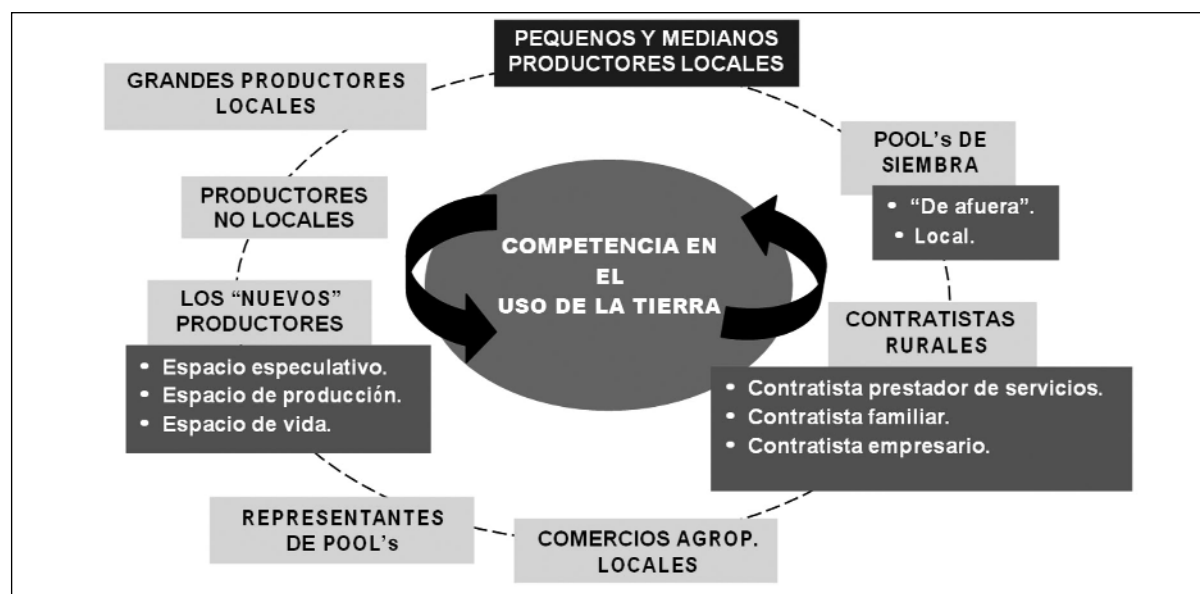 PEQUENOS Y MEDIANOS
PRODUCTORES LOCALES
GRANDES PRODUCTORES
LOCALES
POOL's DE
SIEMBRA
• “De afuera”.
• Local.
PRODUCTORES
NO LOCALES
COMPETENCIA EN
EL
USO DE LA TIERRA
LOS “NUEVOS”
PRODUCTORES
• Espacio especulativo.
• Espacio de producción.
• Espacio de vida.
CONTRATISTAS
RURALES
• Contratista prestador de servicios.
• Contratista familiar.
• Contratista empresario.
REPRESENTANTES
DE POOL's
COMERCIOS AGROP.
LOCALES